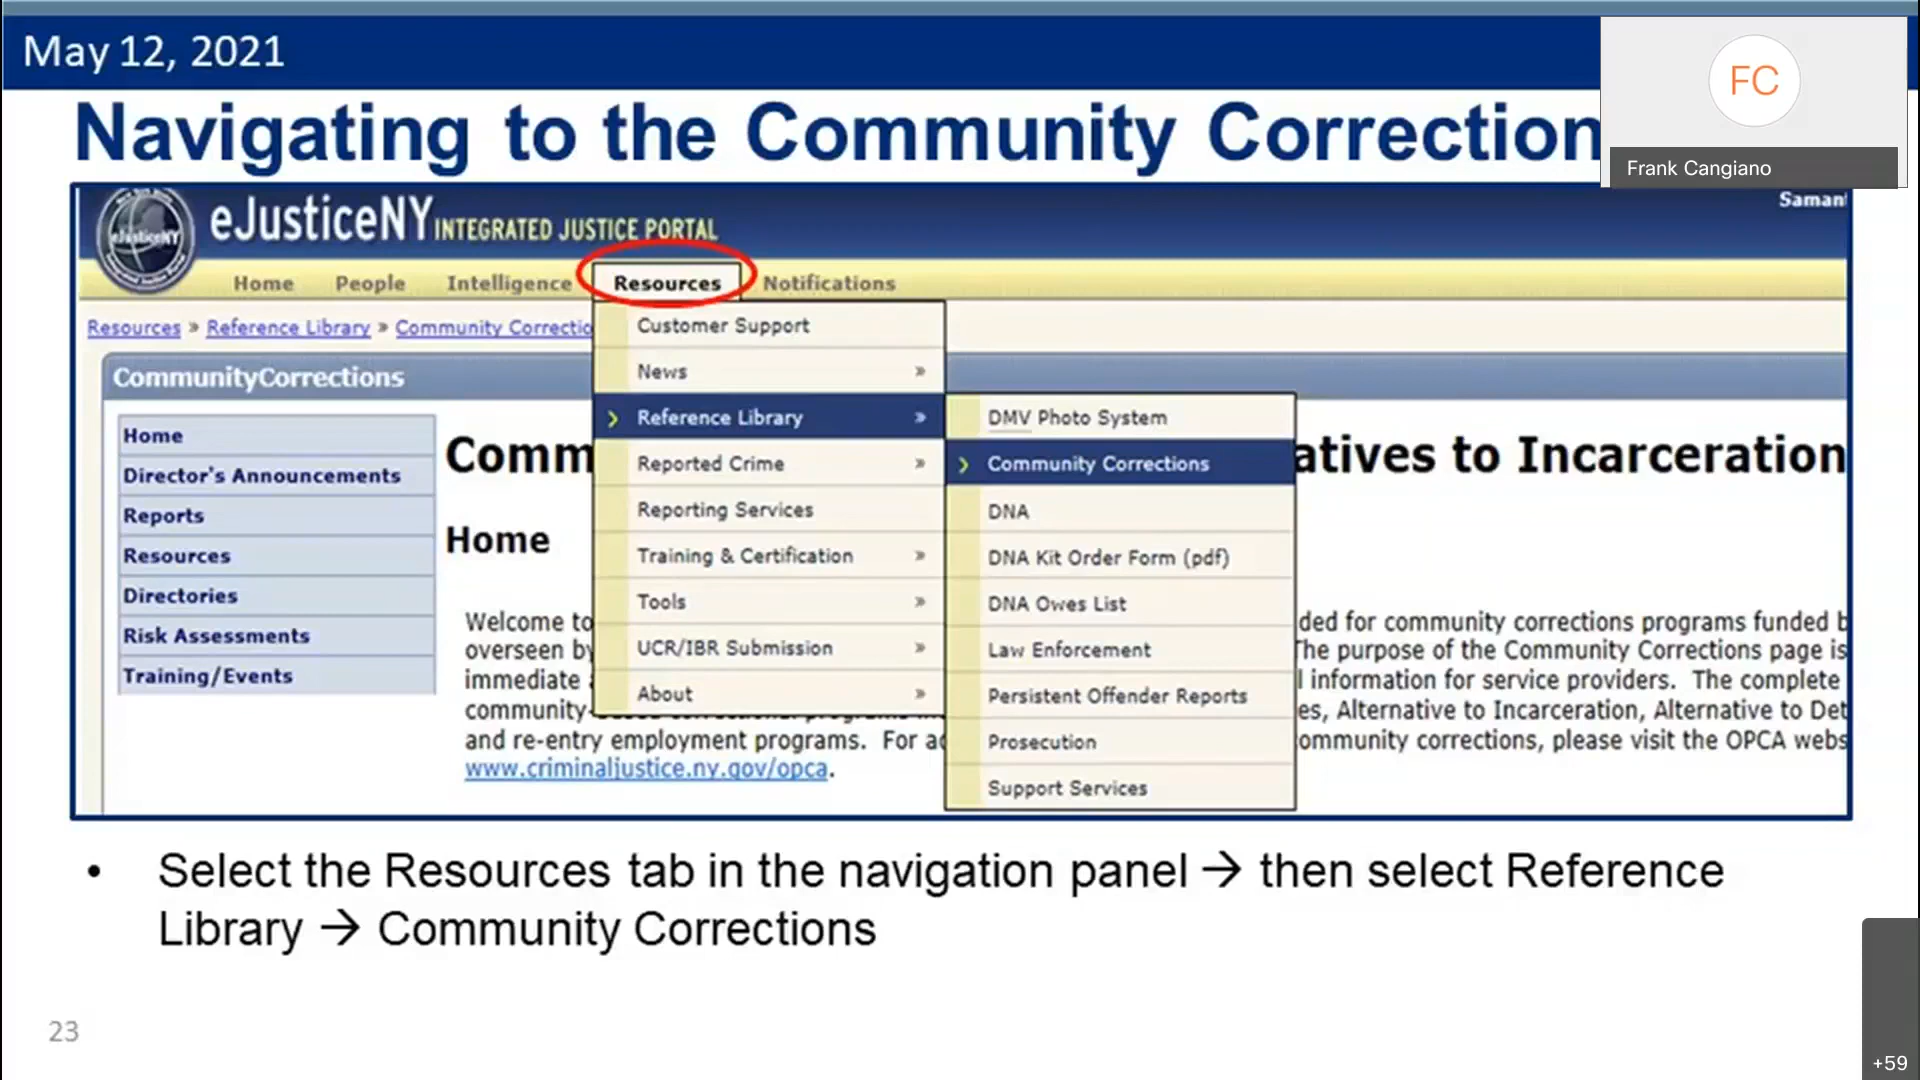 May 12, 2021
FC
Frank Cangiano
Navigating to the Community Correction
eJusticeNY INTEGRATED JUSTICE PORTAL
Saman
eJusticeNY
Home People Intelligence Resources Notifications
Resources » Reference Library » Community Correctio
CommunityCorrections
Home
Director's Announcements
Reports
Resources
Directories
Risk Assessments
Training/Events
Customer Support
News »
Reference Library »
Reported Crime »
Reporting Services
Training & Certification »
Tools »
UCR/IBR Submission »
About »
DMV Photo System
Community Corrections
DNA
DNA Kit Order Form (pdf)
DNA Owes List
Law Enforcement
Persistent Offender Reports
Prosecution
Support Services
Comm atives to Incarceration
Home
Welcome to ded for community corrections programs funded b
overseen by The purpose of the Community Corrections page is
immediate l information for service providers. The complete
community- es, Alternative to Incarceration, Alternative to Det
and re-entry employment programs. For ad ommunity corrections, please visit the OPCA webs
www.criminaljustice.ny.gov/opca.
• Select the Resources tab in the navigation panel → then select Reference
Library → Community Corrections
23
+59